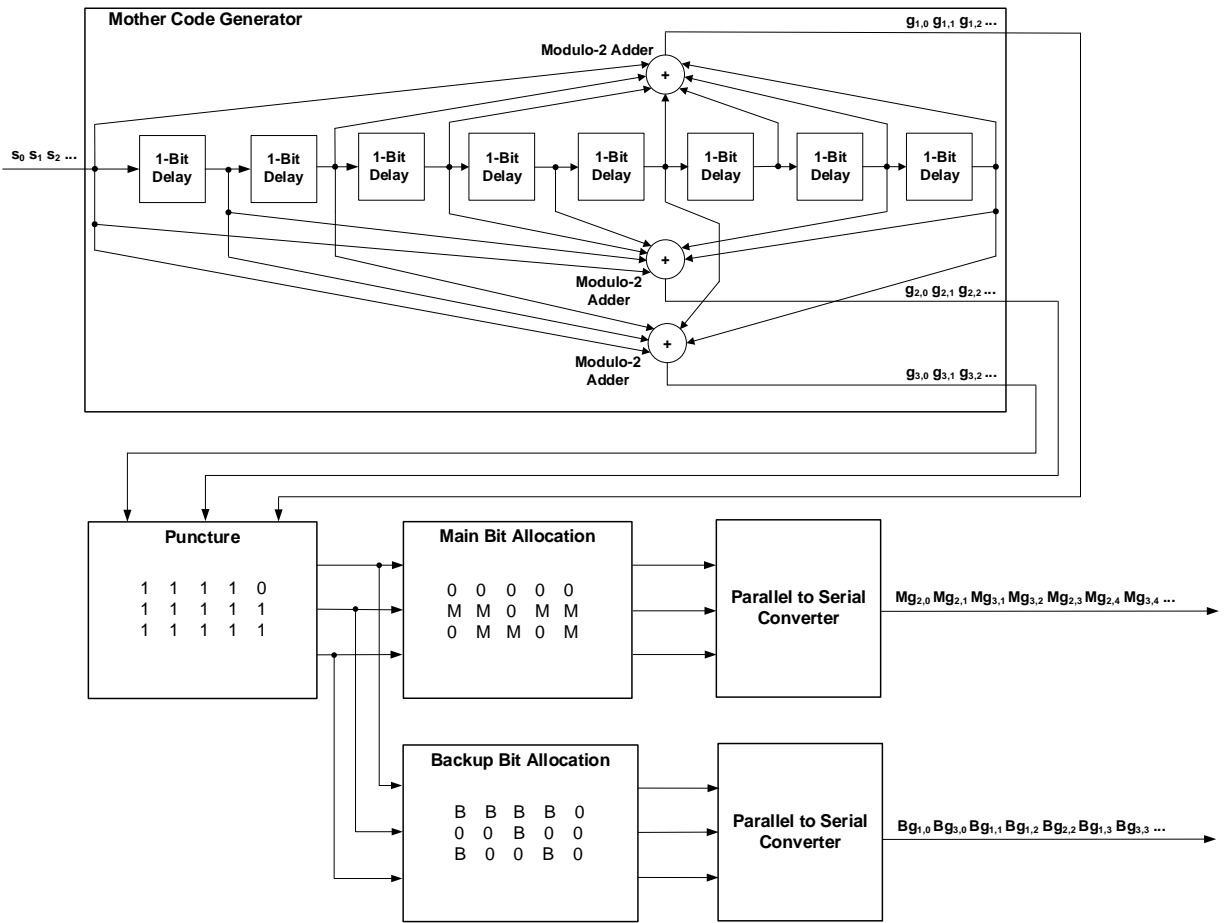 Mother Code Generator
g1,0 g1,1 g1,2 ...
Modulo-2 Adder
+
s0 s1 s2 ...
1-Bit Delay
1-Bit Delay
1-Bit Delay
1-Bit Delay
1-Bit Delay
1-Bit Delay
1-Bit Delay
1-Bit Delay
+
Modulo-2
Adder
g2,0 g2,1 g2,2 ...
+
Modulo-2
Adder
g3,0 g3,1 g3,2 ...
Puncture
1 1 1 1 0
1 1 1 1 1
1 1 1 1 1
Main Bit Allocation
0 0 0 0 0
M M 0 M M
0 M M 0 M
Parallel to Serial
Converter
Mg2,0 Mg2,1 Mg3,1 Mg3,2 Mg2,3 Mg2,4 Mg3,4 ...
Backup Bit Allocation
B B B B 0
0 0 B 0 0
B 0 0 B 0
Parallel to Serial
Converter
Bg1,0 Bg3,0 Bg1,1 Bg1,2 Bg2,2 Bg1,3 Bg3,3 ...